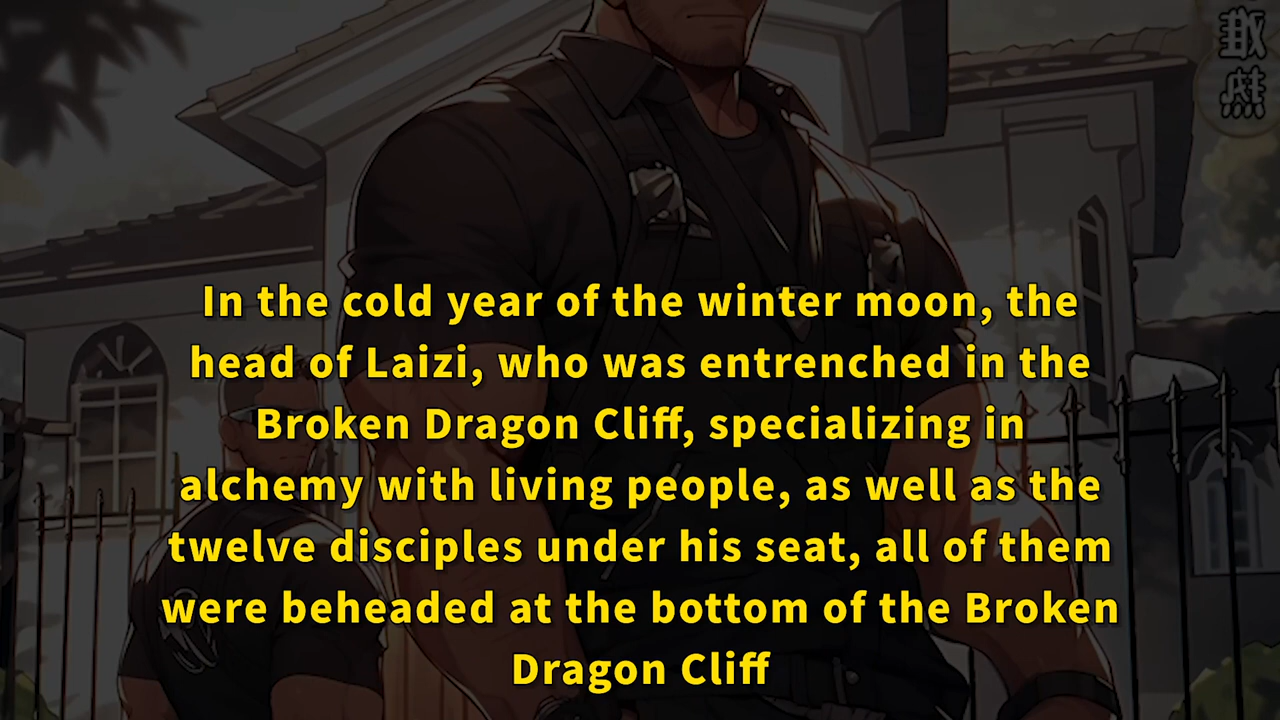 In the cold year of the winter moon, the
head of Laizi, who was entrenched in the
Broken Dragon Cliff, specializing in
alchemy with living people, as well as the
twelve disciples under his seat, all of them
were beheaded at the bottom of the Broken
Dragon Cliff